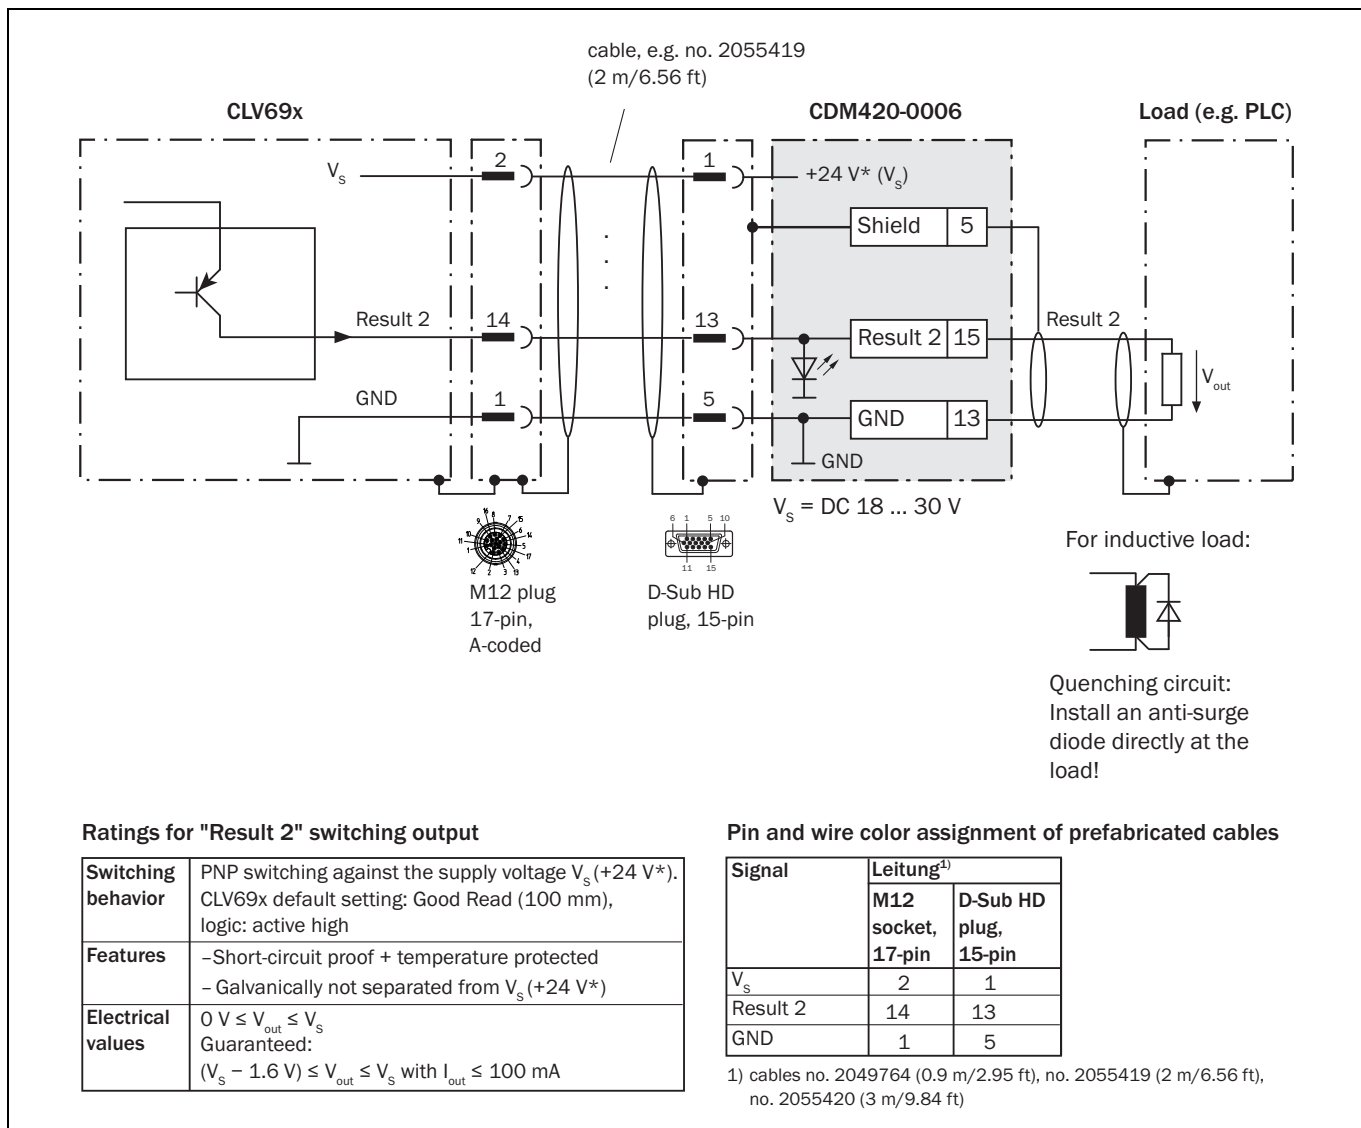 cable, e.g. no. 2055419
(2 m/6.56 ft)
CLV69x
CDM420-0006
Load (e.g. PLC)
VS
2
1
+24 V* (VS)
Shield 5
Result 2
14
13
Result 2 15
Result 2
Vout
GND
1
5
GND 13
GND
VS = DC 18 ... 30 V
M12 plug
17-pin,
A-coded
6 1 5 10
11 15
D-Sub HD
plug, 15-pin
For inductive load:
Quenching circuit:
Install an anti-surge
diode directly at the
load!
Ratings for "Result 2" switching output
Switching behavior
PNP switching against the supply voltage VS (+24 V*).
CLV69x default setting: Good Read (100 mm),
logic: active high
Features
–Short-circuit proof + temperature protected
– Galvanically not separated from VS (+24 V*)
Electrical values
0 V ≤ Vout ≤ VS
Guaranteed:
(VS − 1.6 V) ≤ Vout ≤ VS with Iout ≤ 100 mA
Pin and wire color assignment of prefabricated cables
Signal
Leitung1)
M12 socket, 17-pin
D-Sub HD plug, 15-pin
VS 2 1
Result 2 14 13
GND 1 5
1) cables no. 2049764 (0.9 m/2.95 ft), no. 2055419 (2 m/6.56 ft),
no. 2055420 (3 m/9.84 ft)